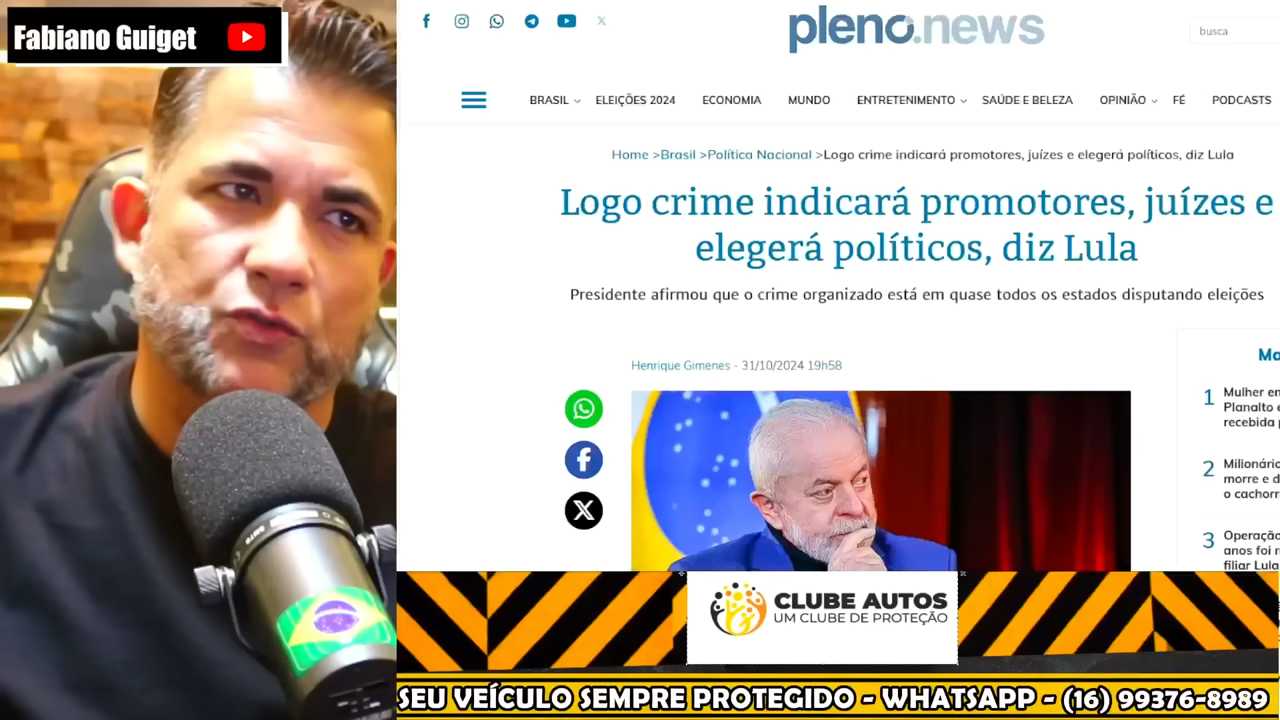 Fabiano Guiget
pleno.news
busca
BRASIL ELEIÇÕES 2024 ECONOMIA MUNDO ENTRETENIMENTO SAÚDE E BELEZA OPINIÃO FÉ PODCASTS
Home >Brasil >Política Nacional >Logo crime indicará promotores, juízes e elegerá políticos, diz Lula
Logo crime indicará promotores, juízes e
elegerá políticos, diz Lula
Presidente afirmou que o crime organizado está em quase todos os estados disputando eleições
Henrique Gimenes - 31/10/2024 19h58
1 Mulher
Planalto
recebida
2 Milionário
morre e
o
3 Operação
anos foi
filiar Lula
CLUBE AUTOS
UM CLUBE DE PROTEÇÃO
SEU VEÍCULO SEMPRE PROTEGIDO - WHATSAPP - (16) 99376-8989